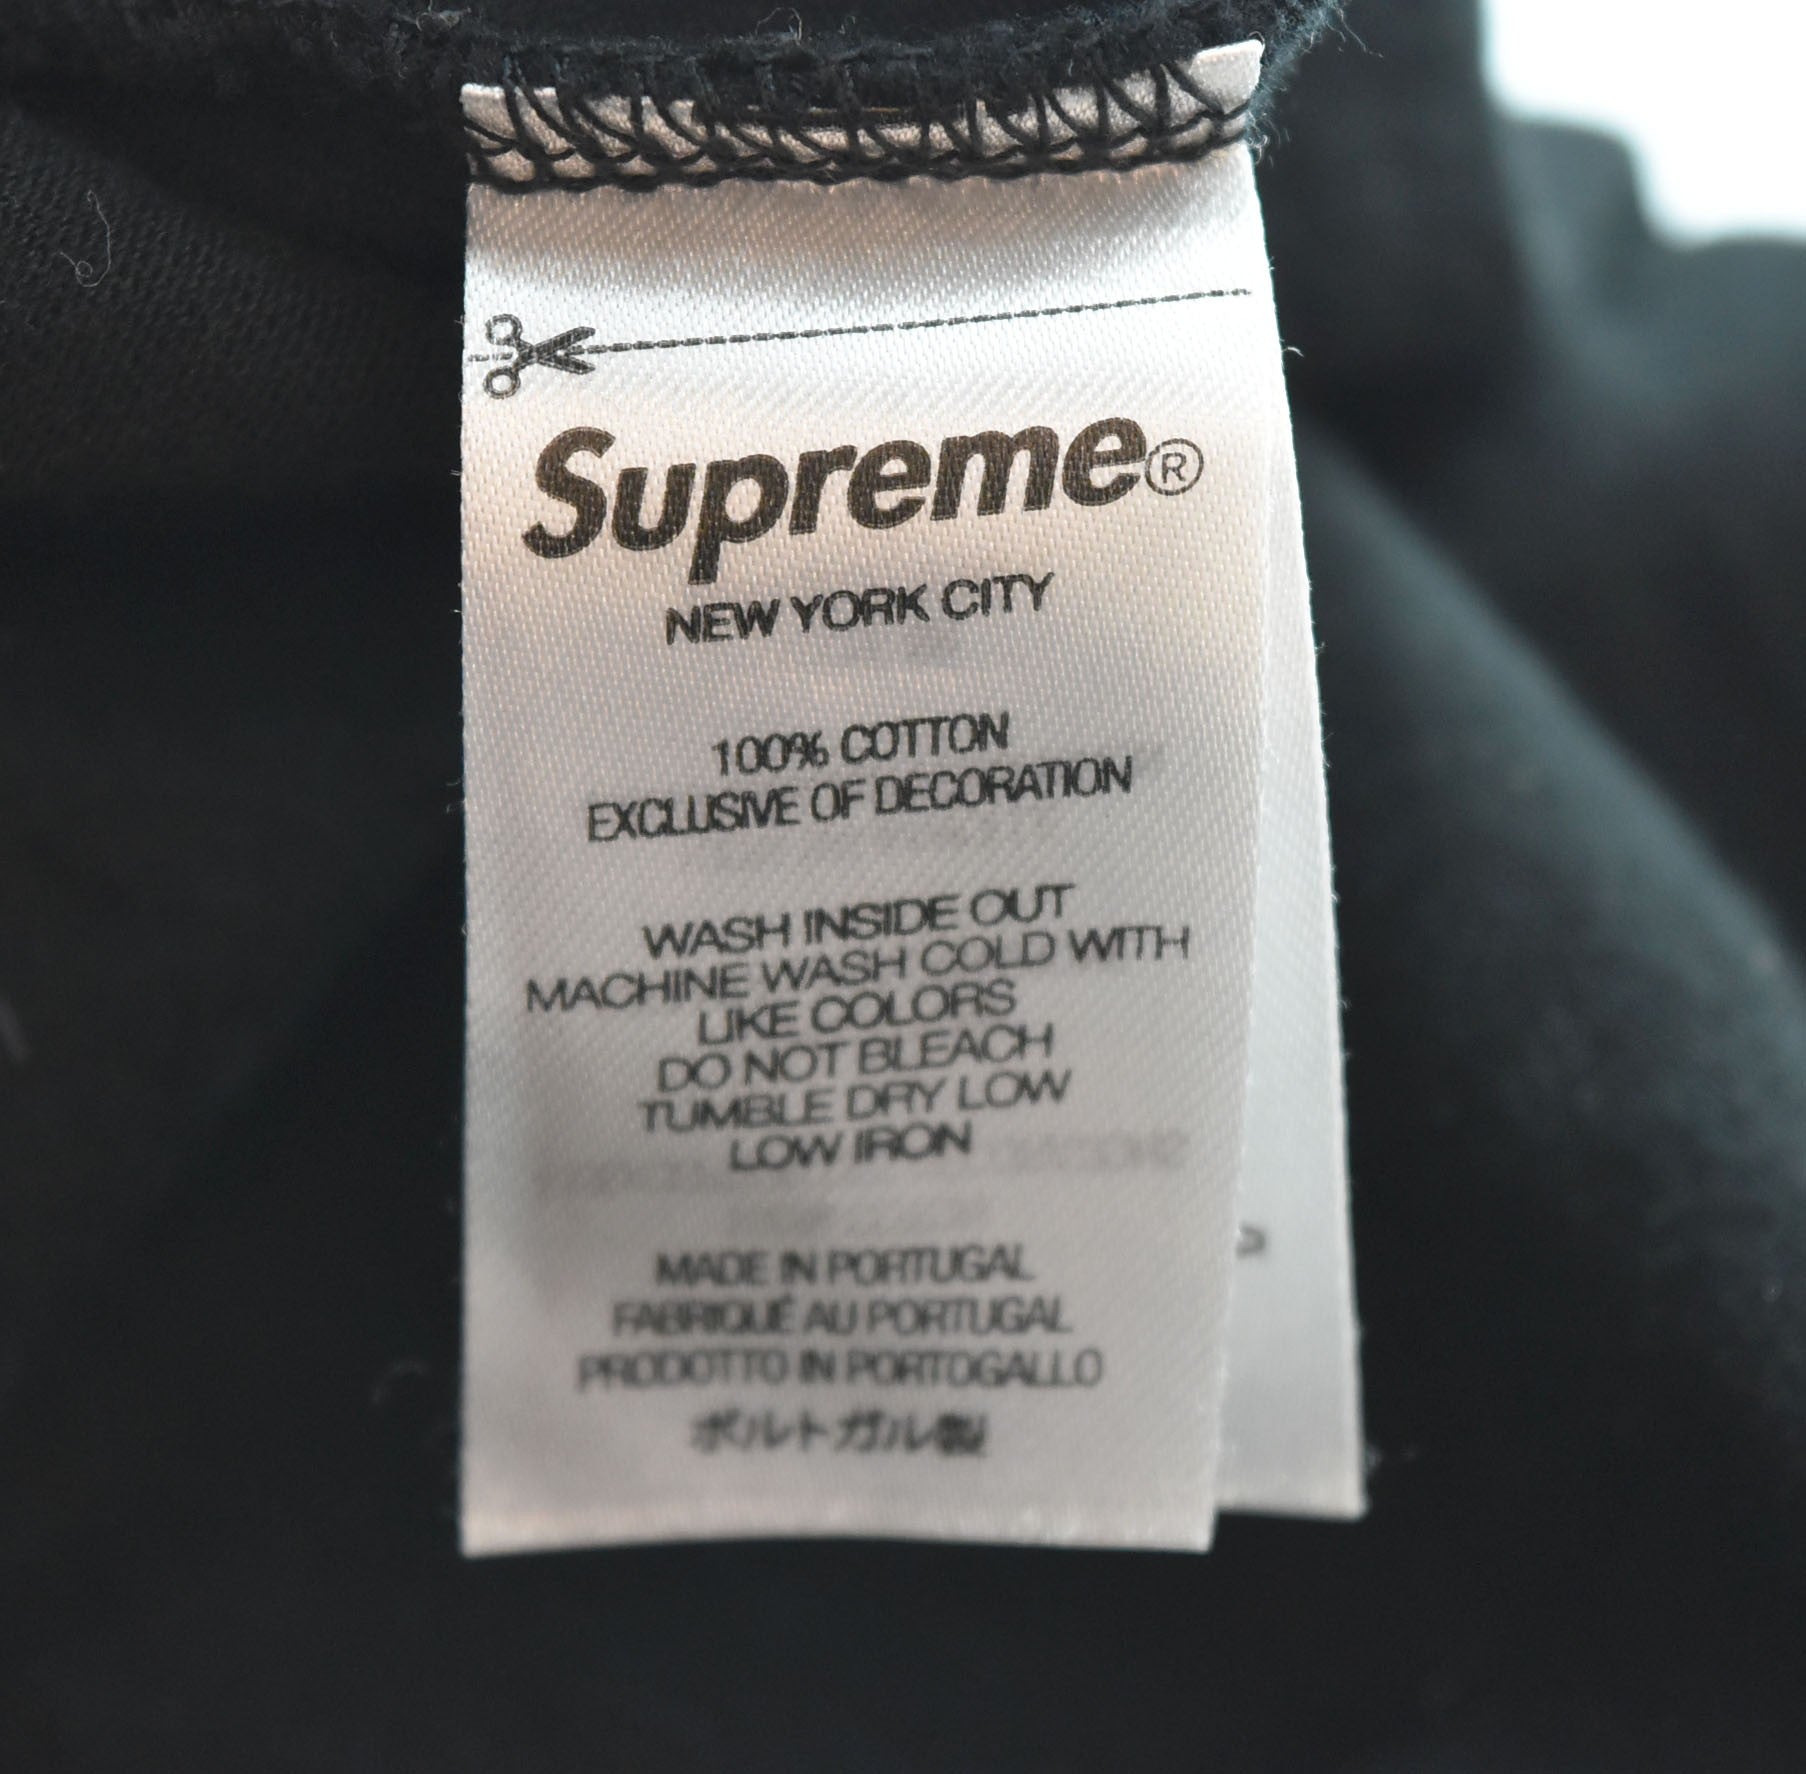 Supreme®
NEW YORK CITY
100% COTTON
EXCLUSIVE OF DECORATION
WASH INSIDE OUT
MACHINE WASH COLD WITH
LIKE COLORS
DO NOT BLEACH
TUMBLE DRY LOW
LOW IRON
MADE IN PORTUGAL
FABRIQUÉ AU PORTUGAL
PRODOTTO IN PORTOGALLO
ポルトガル製